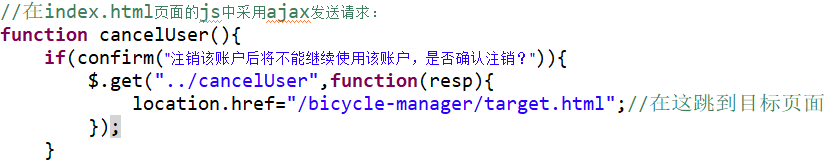 //在index.html页面的js中采用ajax发送请求:
function cancelUser(){
if(confirm("注销该账户后将不能继续使用该账户，是否确认注销？")){
$.get("../cancelUser",function(resp){
location.href="/bicycle-manager/target.html";//在这跳到目标页面
});
}